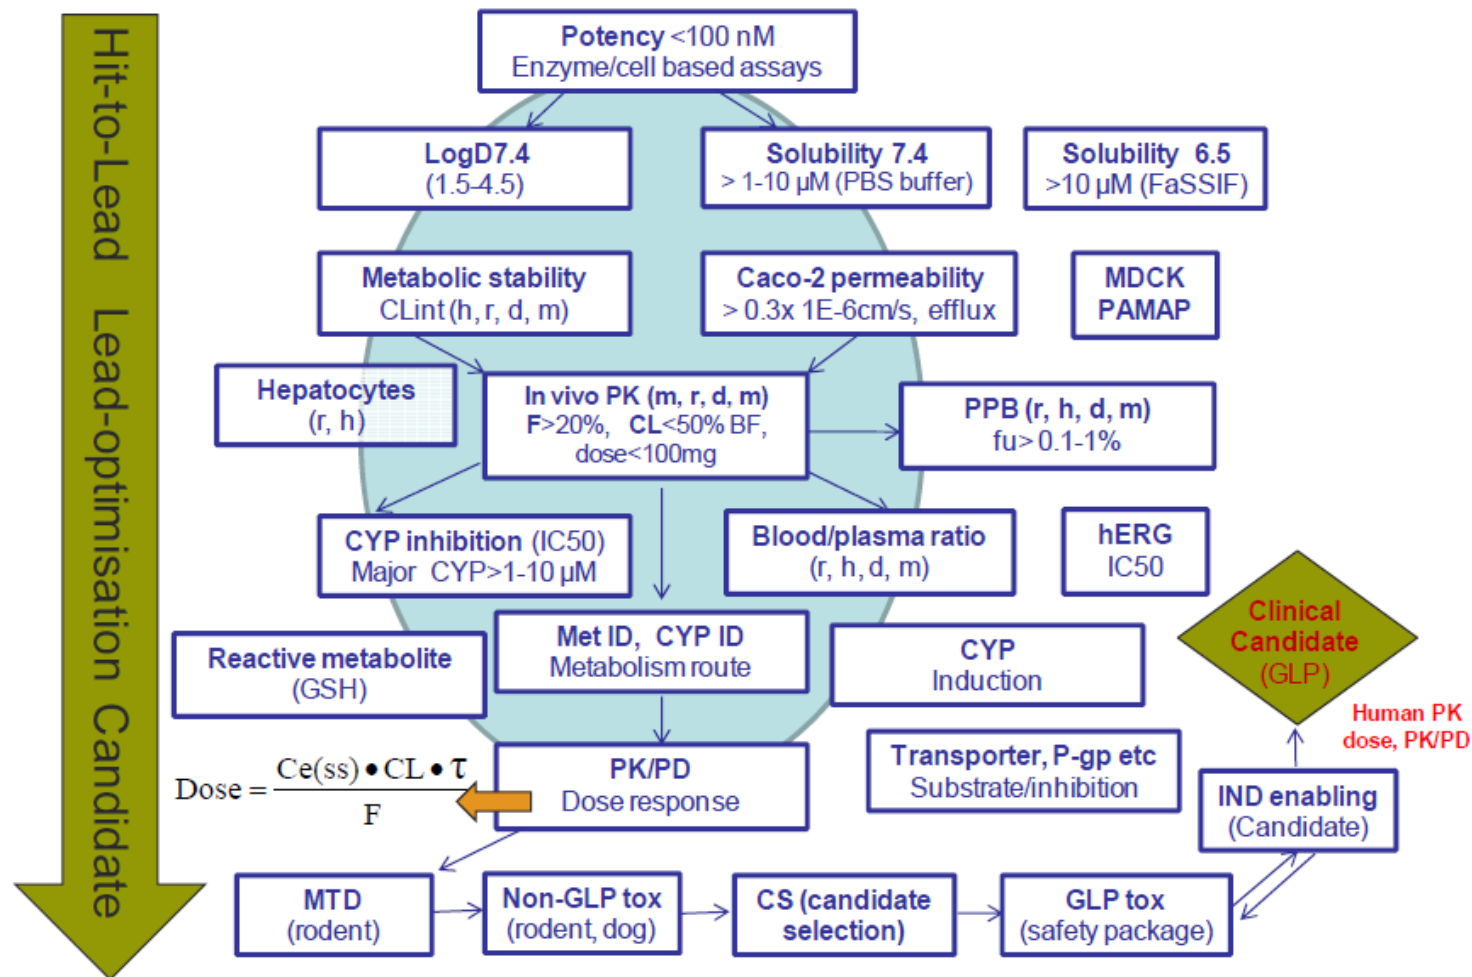 Hit-to-Lead Lead-optimisation Candidate
Potency <100 nM
Enzyme/cell based assays
LogD7.4
(1.5-4.5)
Solubility 7.4
> 1-10 µM (PBS buffer)
Solubility 6.5
>10 µM (FaSSIF)
Metabolic stability
CLint (h, r, d, m)
Caco-2 permeability
> 0.3x 1E-6cm/s, efflux
MDCK
PAMAP
Hepatocytes
(r, h)
In vivo PK (m, r, d, m)
F>20%, CL<50% BF,
dose<100mg
PPB (r, h, d, m)
fu> 0.1-1%
CYP inhibition (IC50)
Major CYP>1-10 µM
Blood/plasma ratio
(r, h, d, m)
hERG
IC50
Clinical
Candidate
(GLP)
Reactive metabolite
(GSH)
Met ID, CYP ID
Metabolism route
CYP
Induction
Human PK
dose, PK/PD
Dose = Ce(ss) • CL • τ
F
PK/PD
Dose response
Transporter, P-gp etc
Substrate/inhibition
IND enabling
(Candidate)
MTD
(rodent)
Non-GLP tox
(rodent, dog)
CS (candidate
selection)
GLP tox
(safety package)